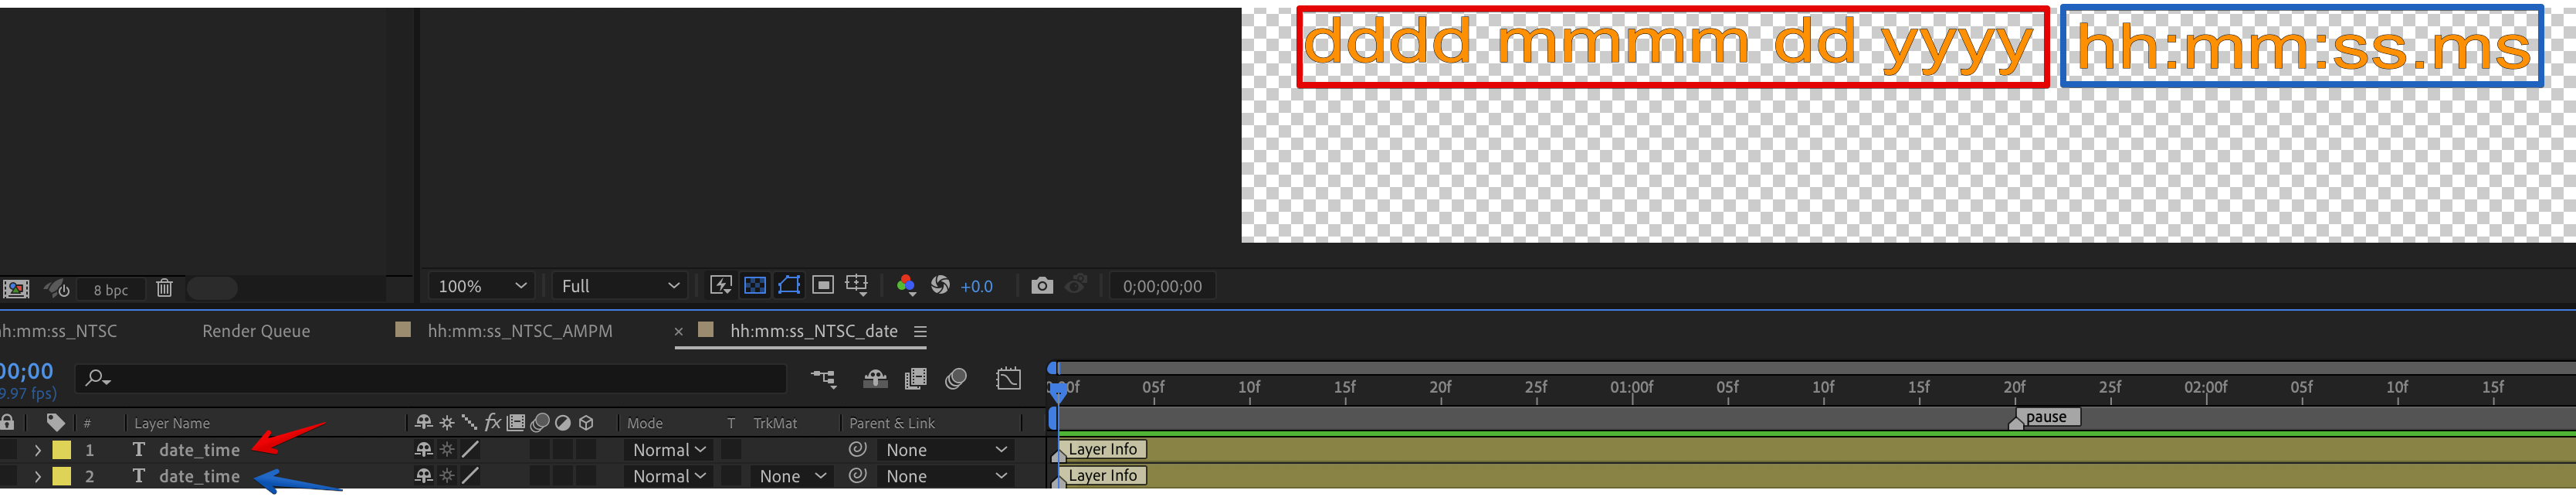 dddd mmmm dd yyyy hh:mm:ss.ms
8 bpc 100% Full +0.0 0;00;00;00
hh:mm:ss_NTSC Render Queue hh:mm:ss_NTSC_AMPM × hh:mm:ss_NTSC_date
00;00
9.97 fps)
05f 10f 15f 20f 25f 01:00f 05f 10f 15f 20f 25f 02:00f 05f 10f 15f
pause
# Layer Name fx Mode T TrkMat Parent & Link
1 T date_time Normal None Layer Info
2 T date_time Normal None None Layer Info